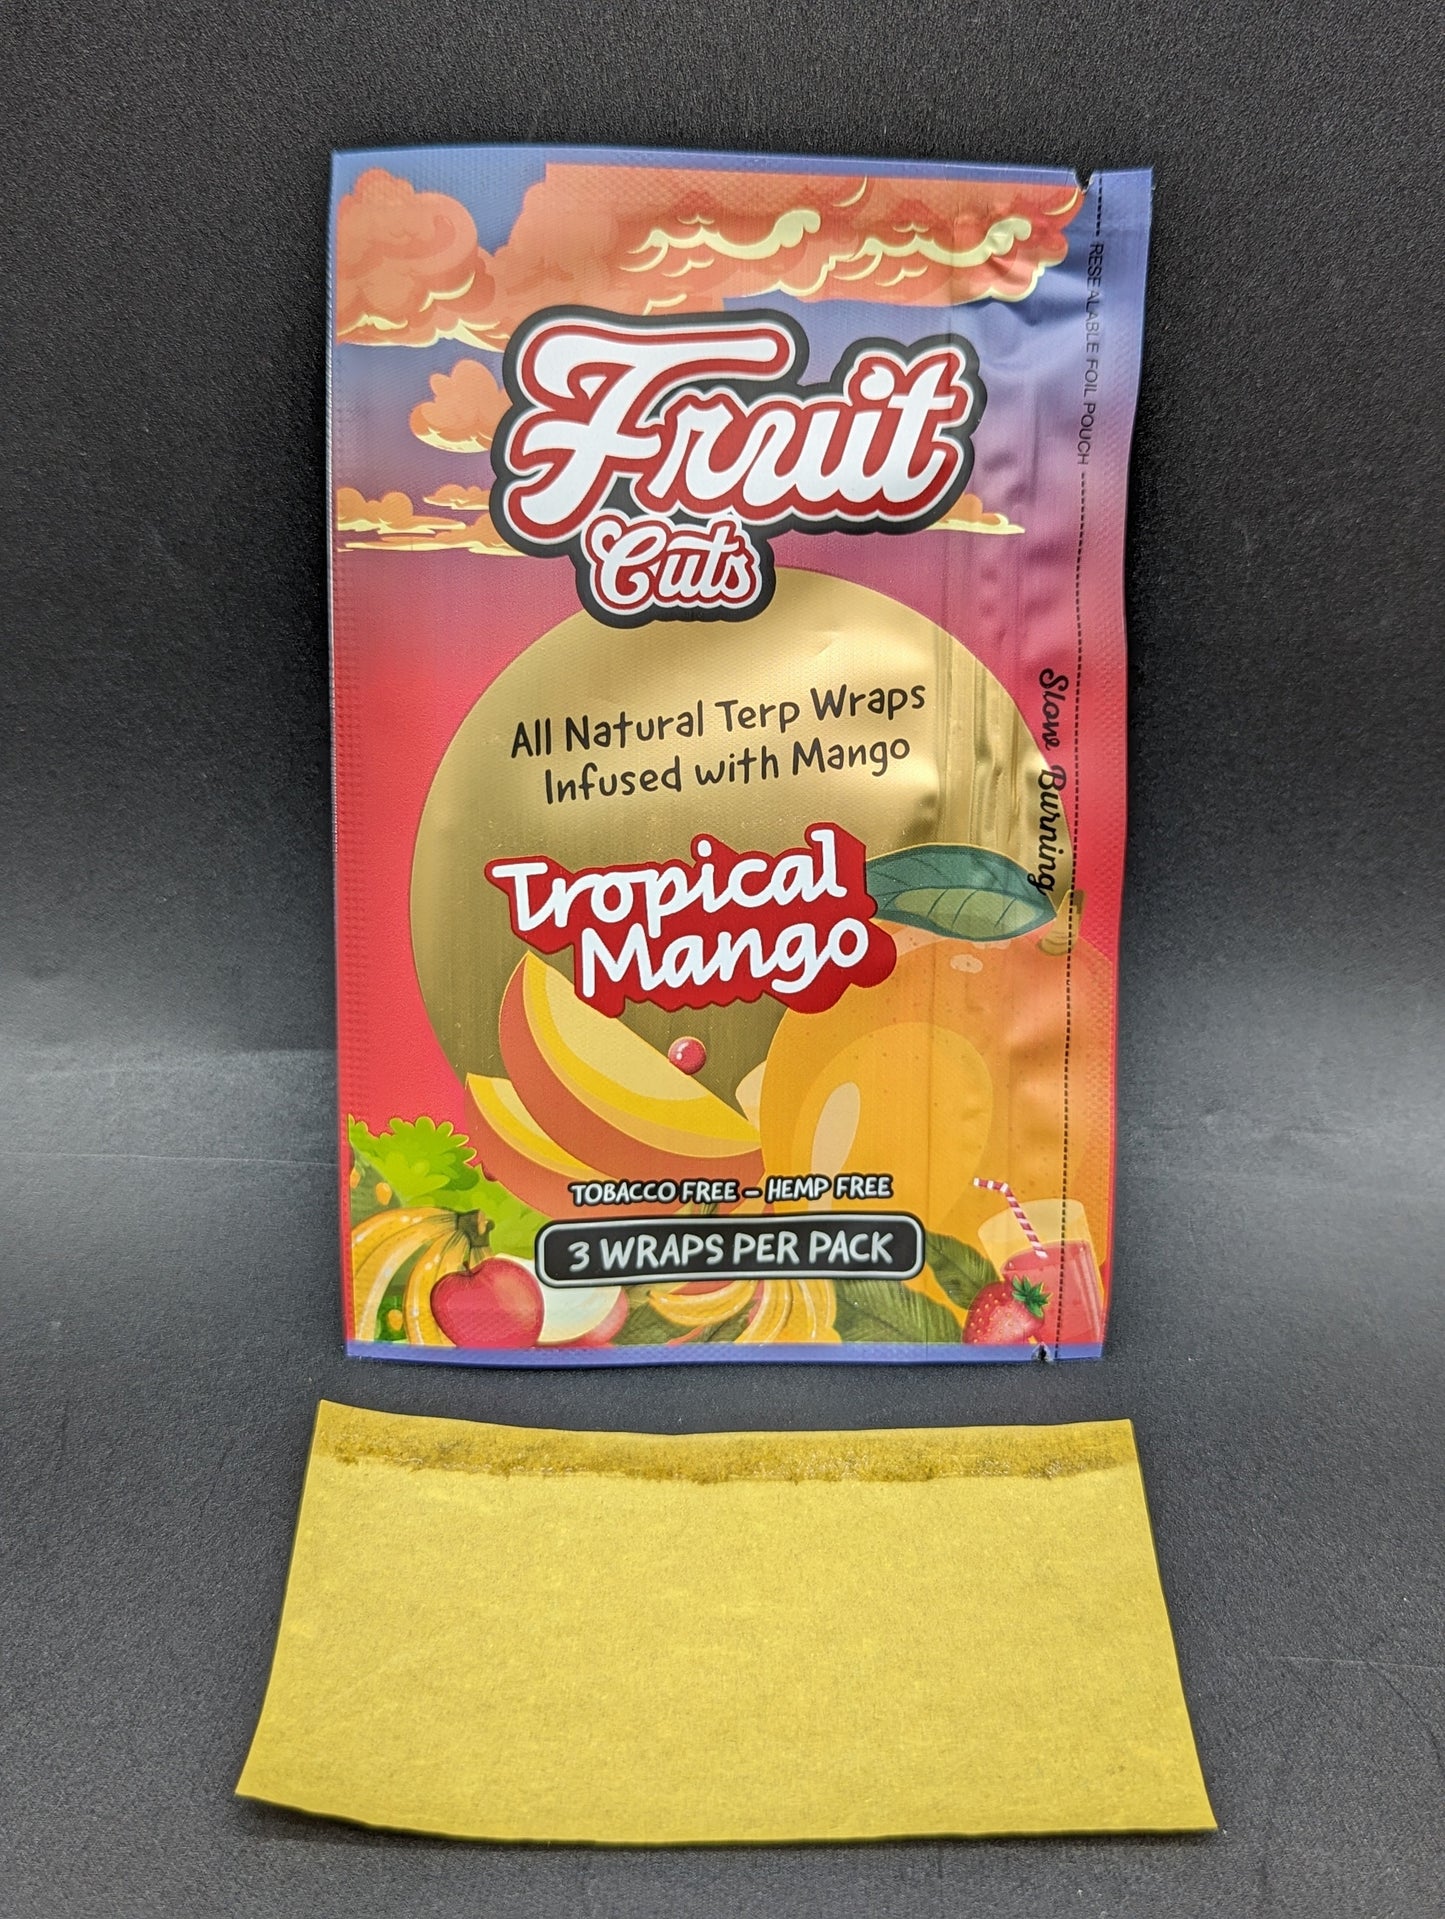 Fruit
Cuts
All Natural Terp Wraps
Infused with Mango
Tropical
Mango
TOBACCO FREE – HEMP FREE
3 WRAPS PER PACK
RESEALABLE FOIL POUCH
Slow Burning